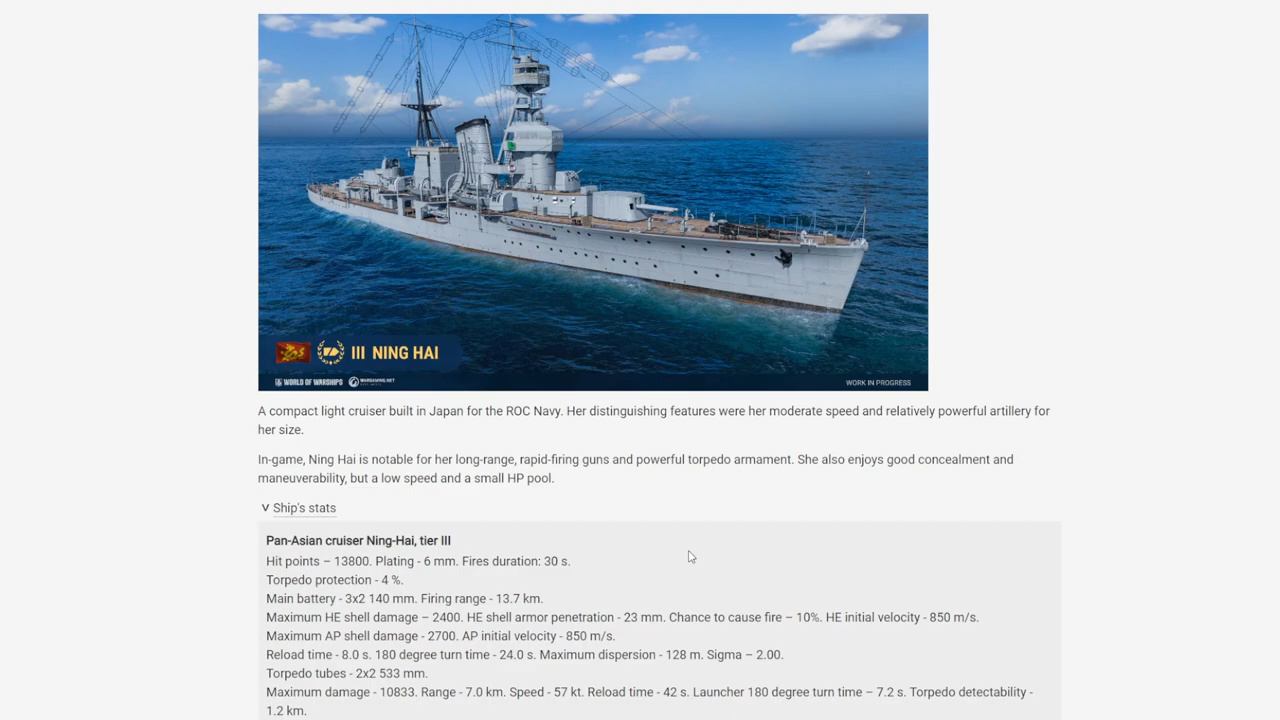 III NING HAI
WORLD OF WARSHIPS WARGAMING.NET
WORK IN PROGRESS
A compact light cruiser built in Japan for the ROC Navy. Her distinguishing features were her moderate speed and relatively powerful artillery for
her size.
In-game, Ning Hai is notable for her long-range, rapid-firing guns and powerful torpedo armament. She also enjoys good concealment and
maneuverability, but a low speed and a small HP pool.
v Ship's stats
Pan-Asian cruiser Ning-Hai, tier III
Hit points – 13800. Plating - 6 mm. Fires duration: 30 s.
Torpedo protection - 4 %.
Main battery - 3x2 140 mm. Firing range - 13.7 km.
Maximum HE shell damage – 2400. HE shell armor penetration - 23 mm. Chance to cause fire – 10%. HE initial velocity - 850 m/s.
Maximum AP shell damage - 2700. AP initial velocity - 850 m/s.
Reload time - 8.0 s. 180 degree turn time - 24.0 s. Maximum dispersion - 128 m. Sigma – 2.00.
Torpedo tubes - 2x2 533 mm.
Maximum damage - 10833. Range - 7.0 km. Speed - 57 kt. Reload time - 42 s. Launcher 180 degree turn time – 7.2 s. Torpedo detectability -
1.2 km.